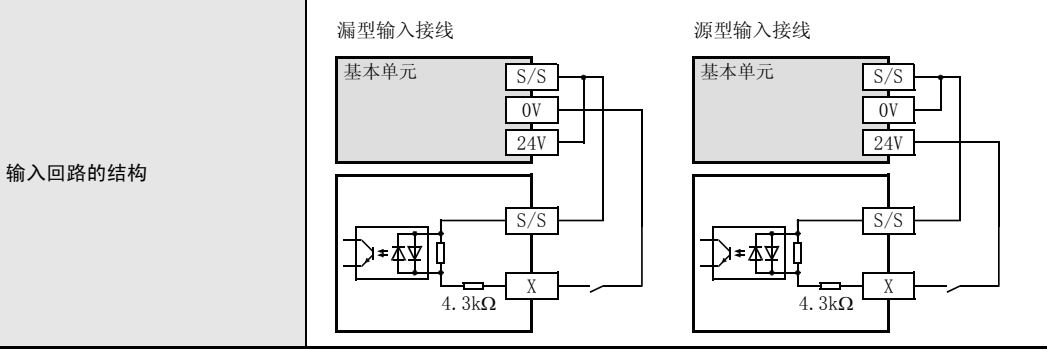 输入回路的结构
漏型输入接线
基本单元
S/S
0V
24V
S/S
X
4.3kΩ
源型输入接线
基本单元
S/S
0V
24V
S/S
X
4.3kΩ